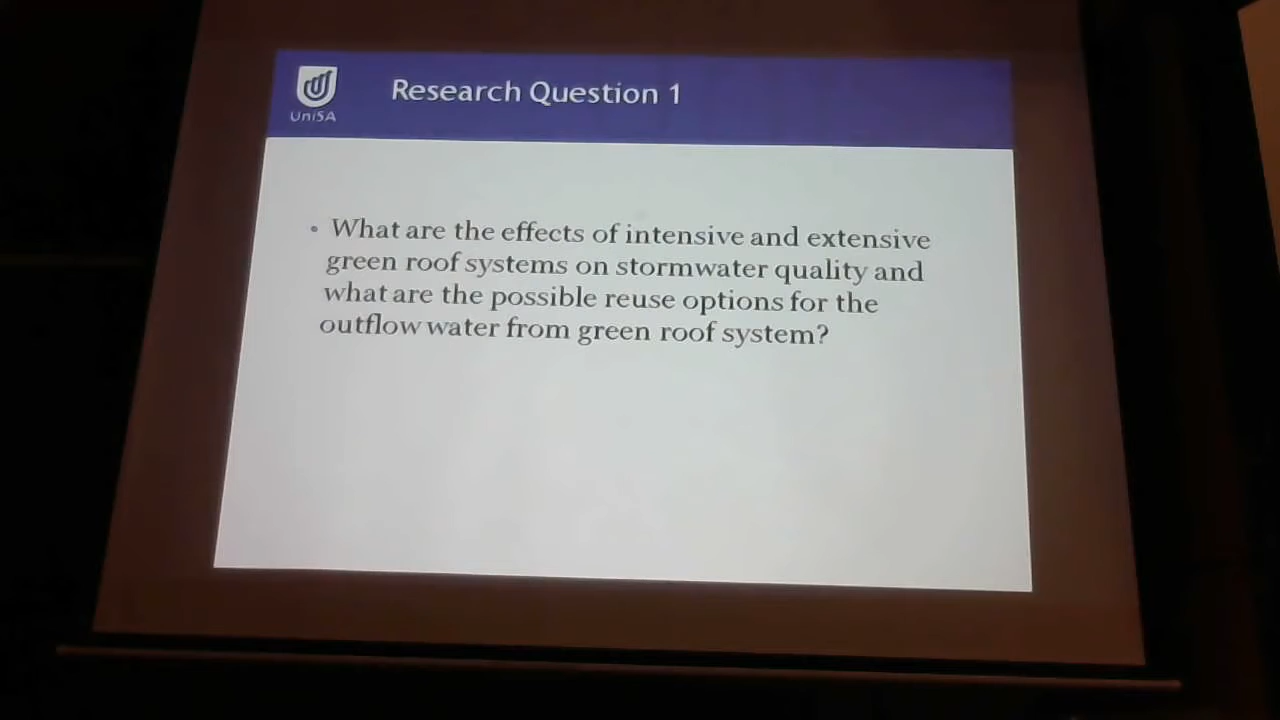 UniSA
Research Question 1
• What are the effects of intensive and extensive
green roof systems on stormwater quality and
what are the possible reuse options for the
outflow water from green roof system?